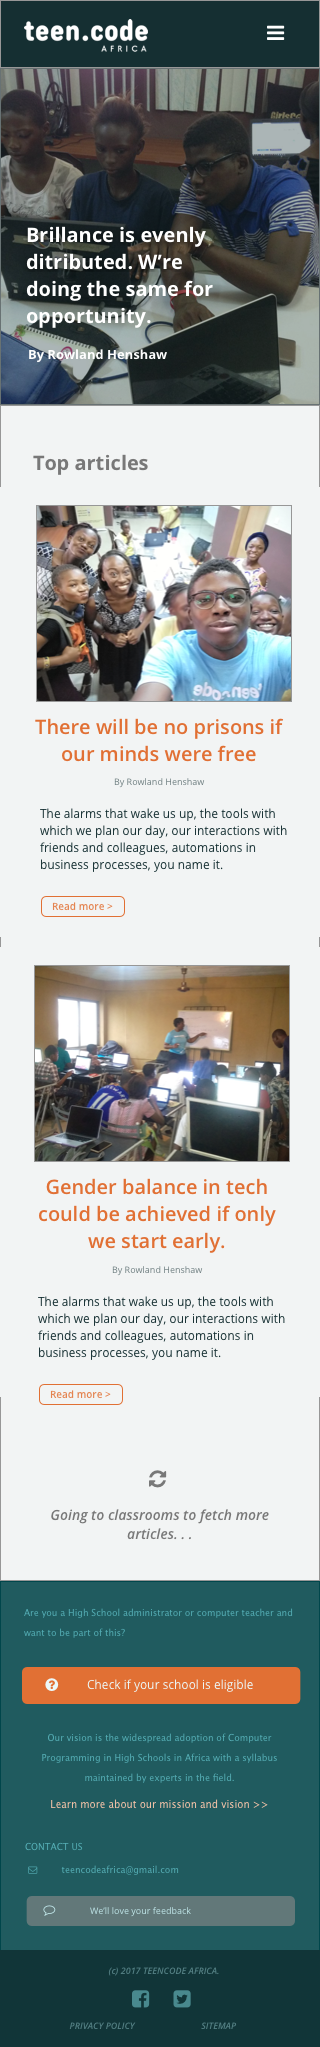 teen.code
AFRICA
Brillance is evenly
ditributed. W're
doing the same for
opportunity.
By Rowland Henshaw
Top articles
There will be no prisons if
our minds were free
By Rowland Henshaw
The alarms that wake us up, the tools with
which we plan our day, our interactions with
friends and colleagues, automations in
business processes, you name it.
Read more >
Gender balance in tech
could be achieved if only
we start early.
By Rowland Henshaw
The alarms that wake us up, the tools with
which we plan our day, our interactions with
friends and colleagues, automations in
business processes, you name it.
Read more >
Going to classrooms to fetch more
articles. . .
Are you a High School administrator or computer teacher and
want to be part of this?
Check if your school is eligible
Our vision is the widespread adoption of Computer
Programming in High Schools in Africa with a syllabus
maintained by experts in the field.
Learn more about our mission and vision >>
CONTACT US
teencodeafrica@gmail.com
We'll love your feedback
(c) 2017 TEENCODE AFRICA.
PRIVACY POLICY SITEMAP